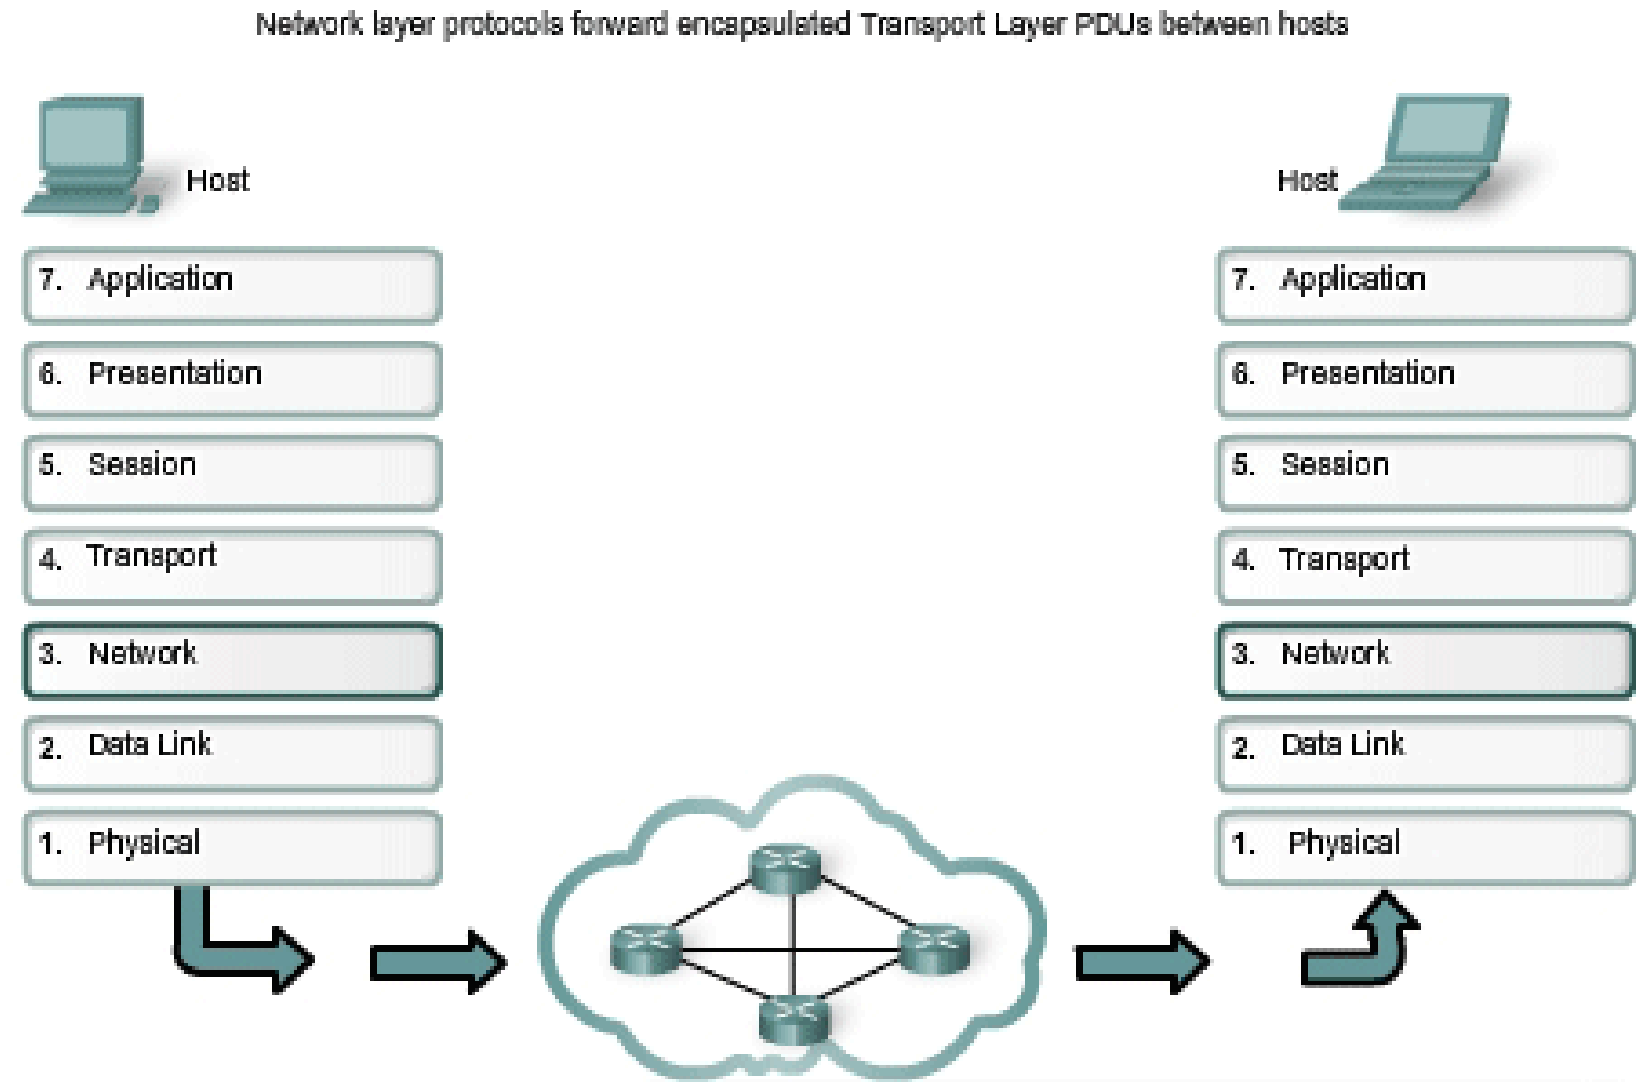 Network layer protocols forward encapsulated Transport Layer PDUs between hosts
Host
7. Application
6. Presentation
5. Session
4. Transport
3. Network
2. Data Link
1. Physical
Host
7. Application
6. Presentation
5. Session
4. Transport
3. Network
2. Data Link
1. Physical